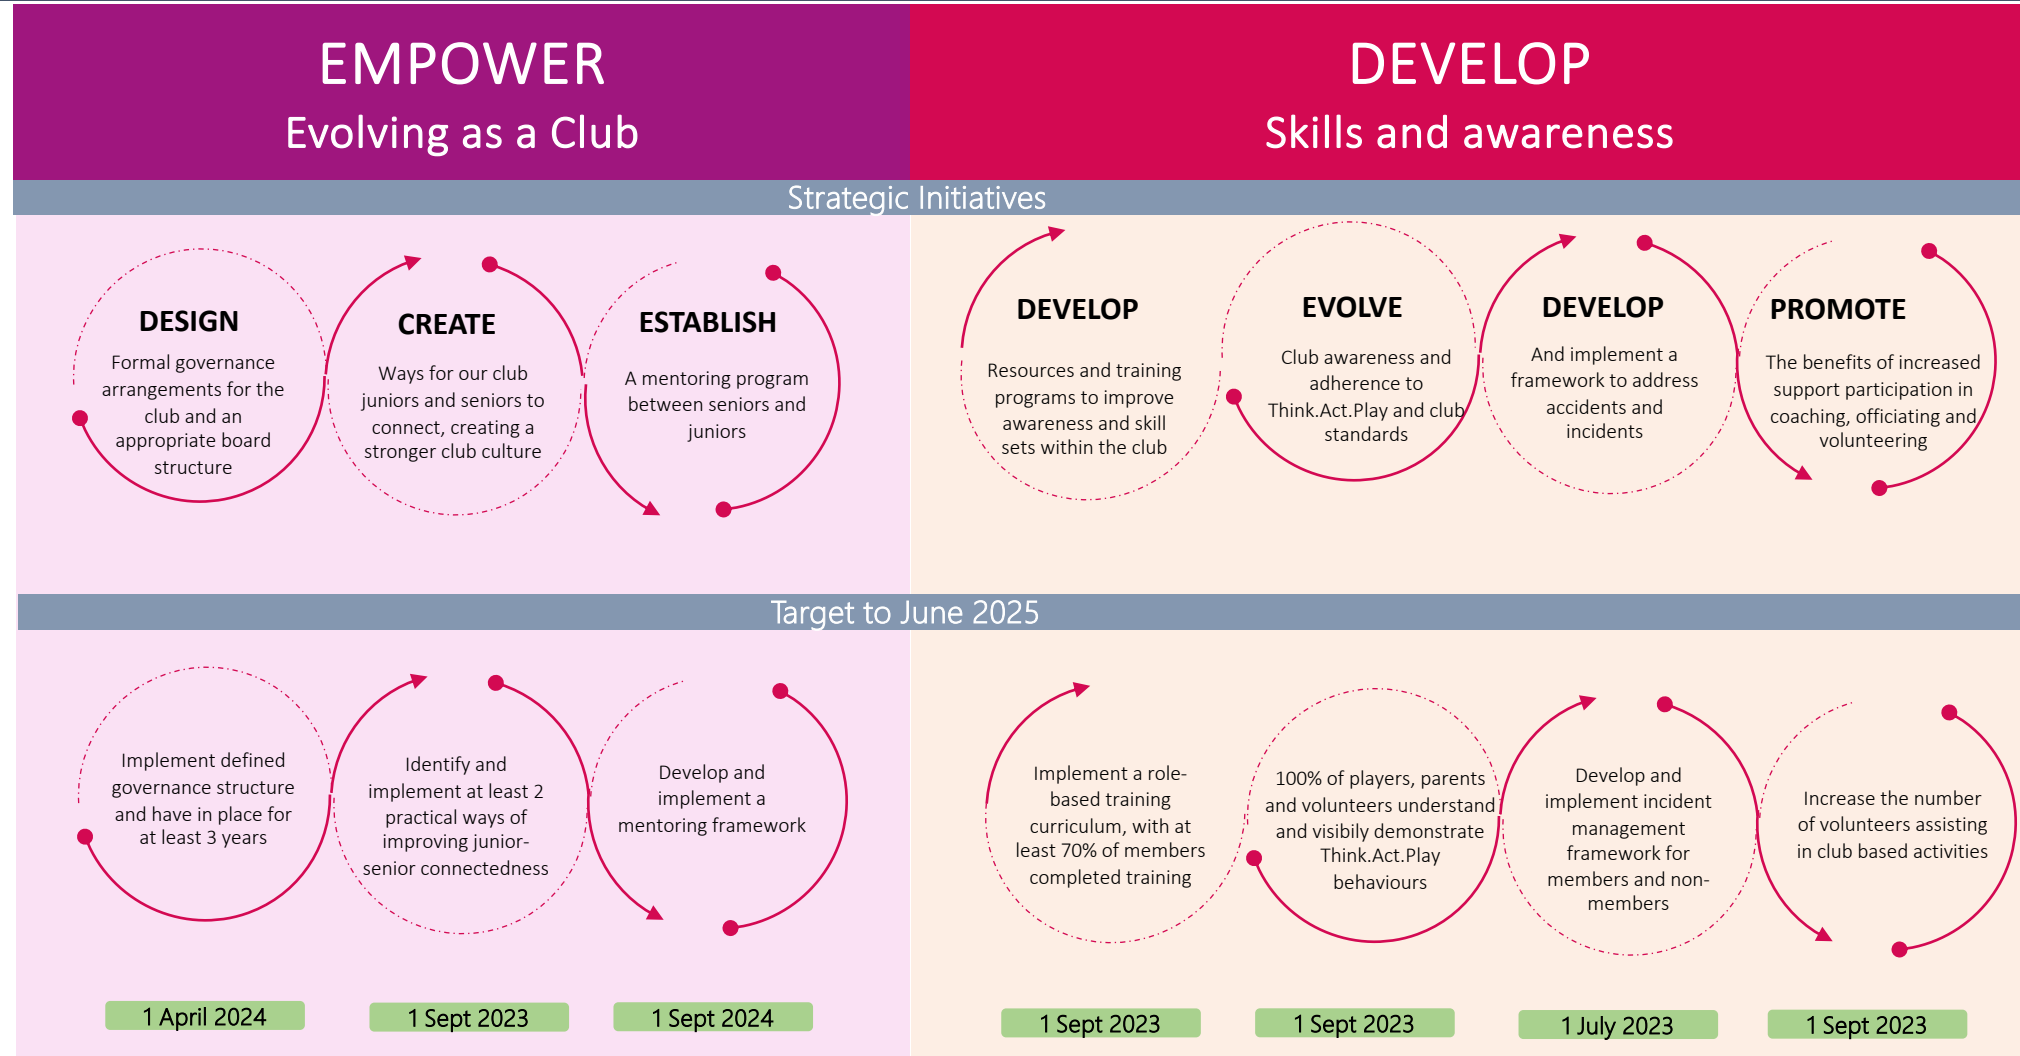 EMPOWER
Evolving as a Club
DEVELOP
Skills and awareness
Strategic Initiatives
DESIGN
Formal governance
arrangements for the
club and an
appropriate board
structure
CREATE
Ways for our club
juniors and seniors to
connect, creating a
stronger club culture
ESTABLISH
A mentoring program
between seniors and
juniors
DEVELOP
Resources and training
programs to improve
awareness and skill
sets within the club
EVOLVE
Club awareness and
adherence to
Think.Act.Play and club
standards
DEVELOP
And implement a
framework to address
accidents and
incidents
PROMOTE
The benefits of increased
support participation in
coaching, officiating and
volunteering
Target to June 2025
Implement defined
governance structure
and have in place for
at least 3 years
Identify and
implement at least 2
practical ways of
improving junior-
senior connectedness
Develop and
implement a
mentoring framework
Implement a role-
based training
curriculum, with at
least 70% of members
completed training
100% of players, parents
and volunteers understand
and visibily demonstrate
Think.Act.Play
behaviours
Develop and
implement incident
management
framework for
members and non-
members
Increase the number
of volunteers assisting
in club based activities
1 April 2024
1 Sept 2023
1 Sept 2024
1 Sept 2023
1 Sept 2023
1 July 2023
1 Sept 2023